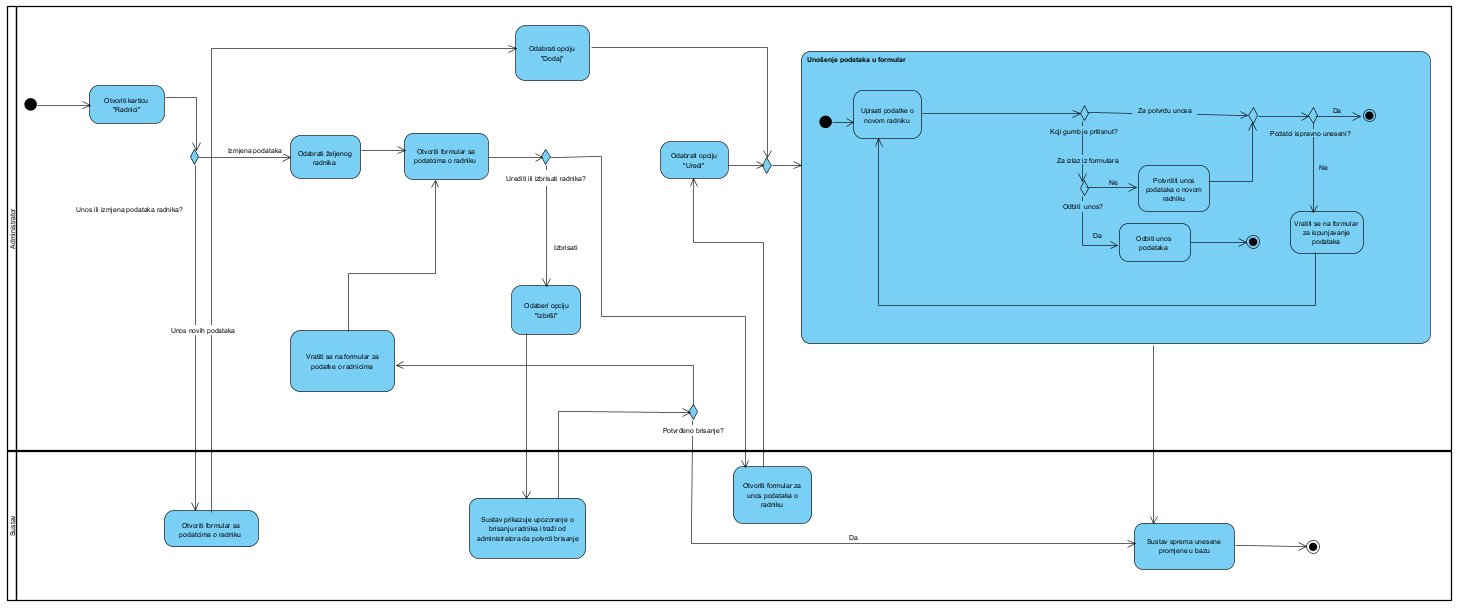 Administrator
Sustav
Otvoriti karticu
"Radnici"
Unos ili izmjena podataka radnika?
Izmjena podataka
Unos novih podataka
Odabrati željenog
radnika
Otvoriti formular sa
podatcima o radniku
Urediti ili izbrisati radnika?
Izbrisati
Odabrati opciju
"Dodaj"
Odaberi opciju
"Izbriši"
Vratiti se na formular za
podatke o radnicima
Potvrđeno brisanje?
Odabrati opciju
"Uredi"
Unošenje podataka u formular
Upisati podatke o
novom radniku
Koji gumb je pritisnut?
Za potvrdu unosa
Za izlaz iz formulara
Odbiti unos?
Ne
Potvrditi unos
podataka o novom
radniku
Da
Odbiti unos
podataka
Podatci ispravno uneseni?
Da
Ne
Vratiti se na formular
za ispunjavanje
podataka
Otvoriti formular sa
podatcima o radniku
Sustav prikazuje upozorenje o
brisanju radnika i traži od
administratora da potvrdi brisanje
Otvoriti formular za
unos podataka o
radniku
Da
Sustav sprema unesene
promjene u bazu